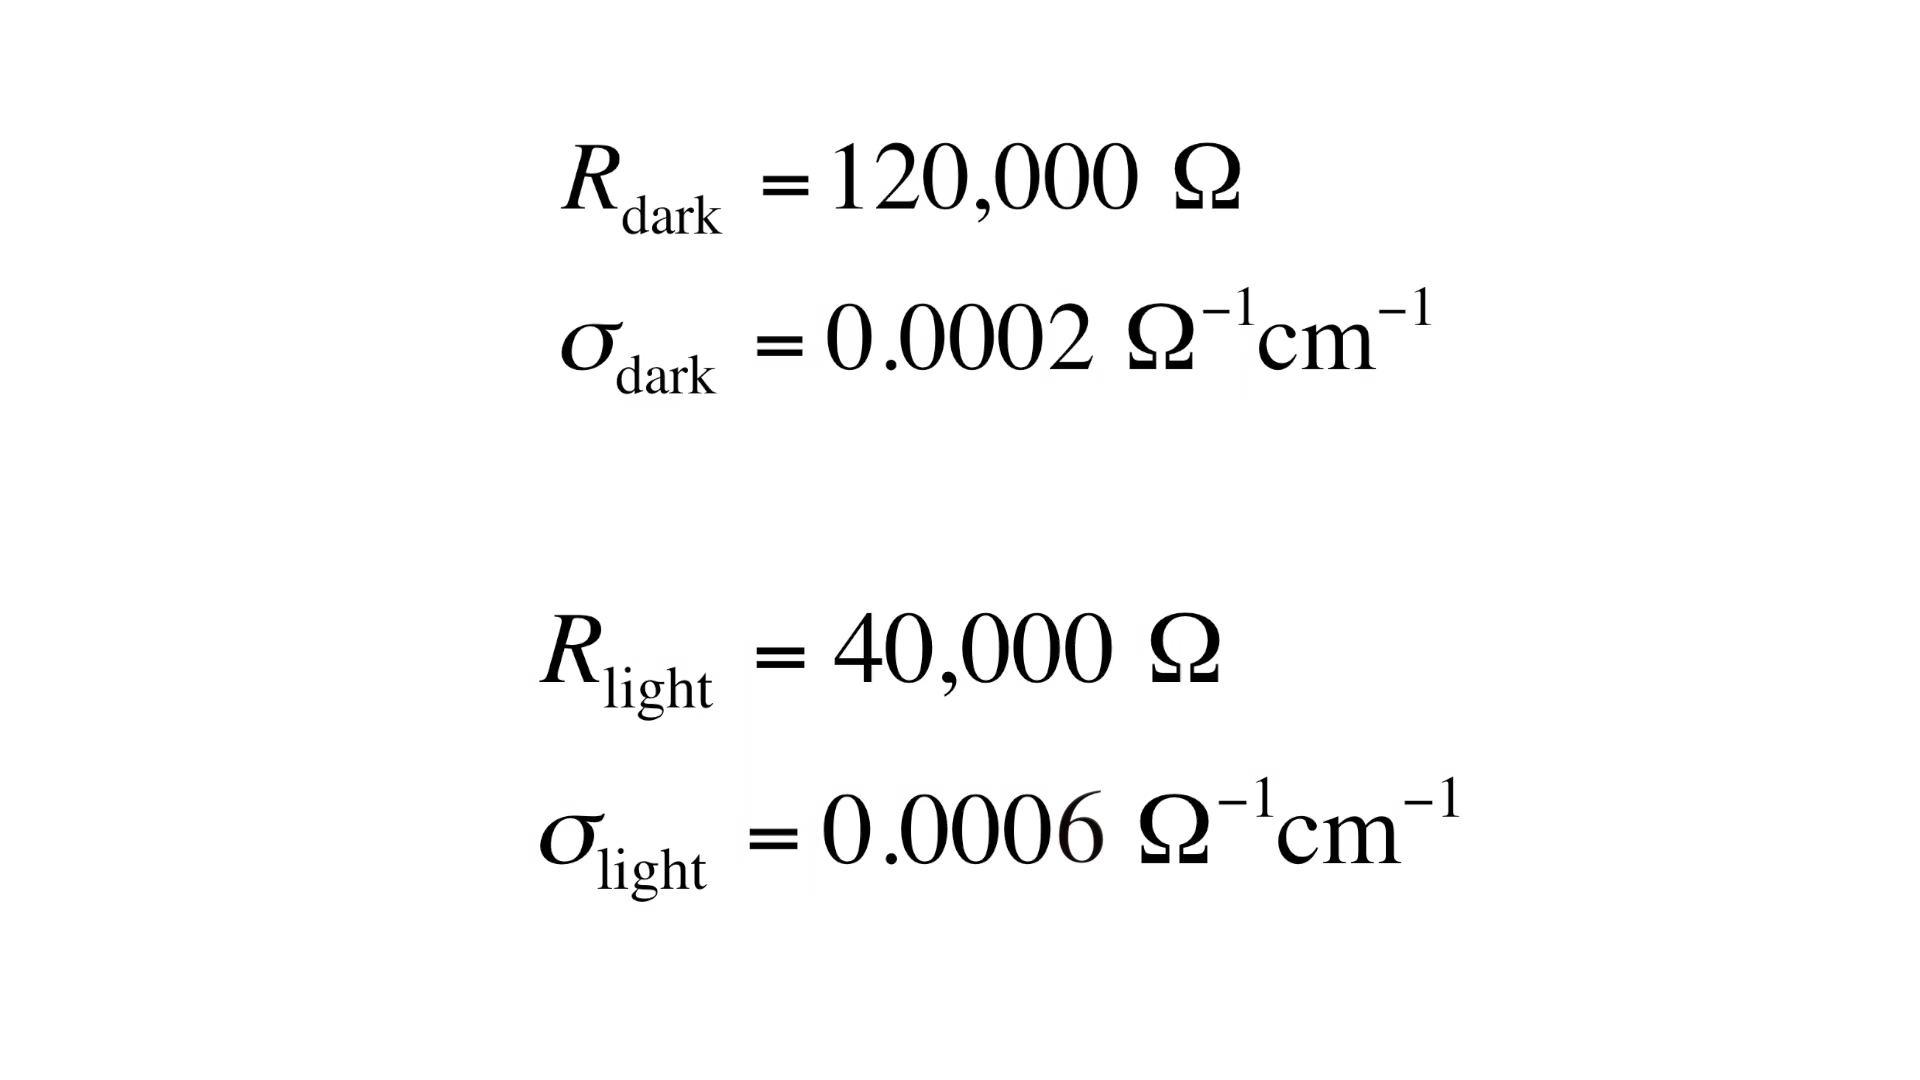 R_dark = 120,000 Ω
σ_dark = 0.0002 Ω⁻¹cm⁻¹
R_light = 40,000 Ω
σ_light = 0.0006 Ω⁻¹cm⁻¹